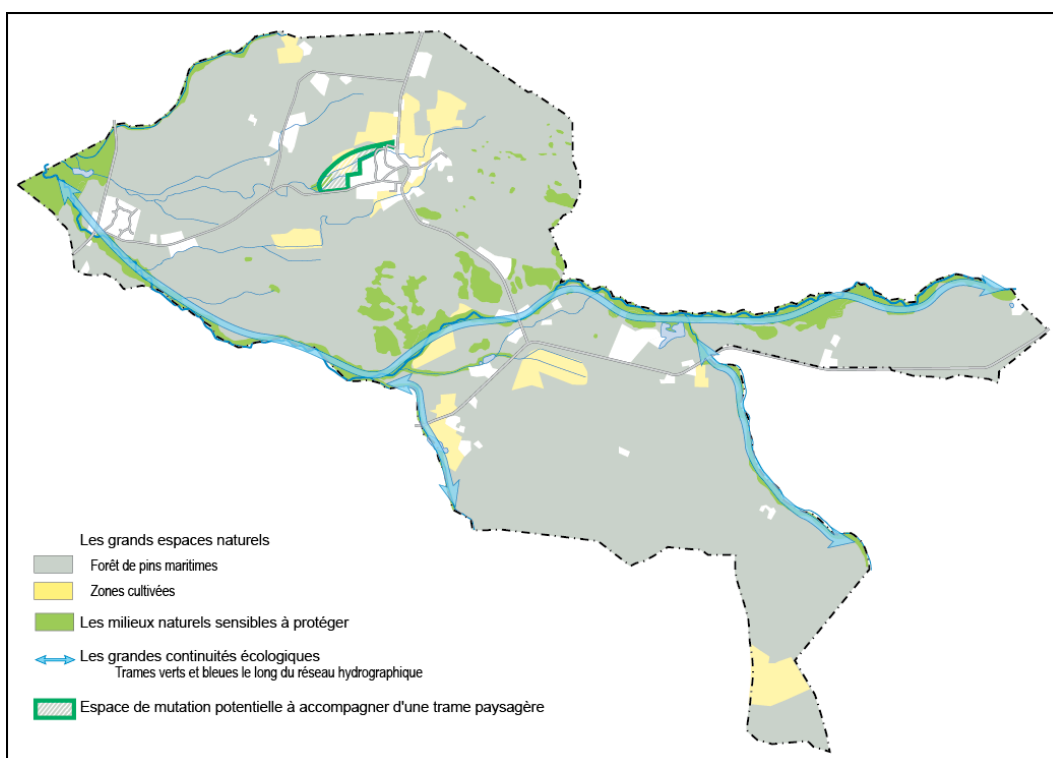 Les grands espaces naturels
Forêt de pins maritimes
Zones cultivées
Les milieux naturels sensibles à protéger
Les grandes continuités écologiques
Trames verts et bleues le long du réseau hydrographique
Espace de mutation potentielle à accompagner d'une trame paysagère